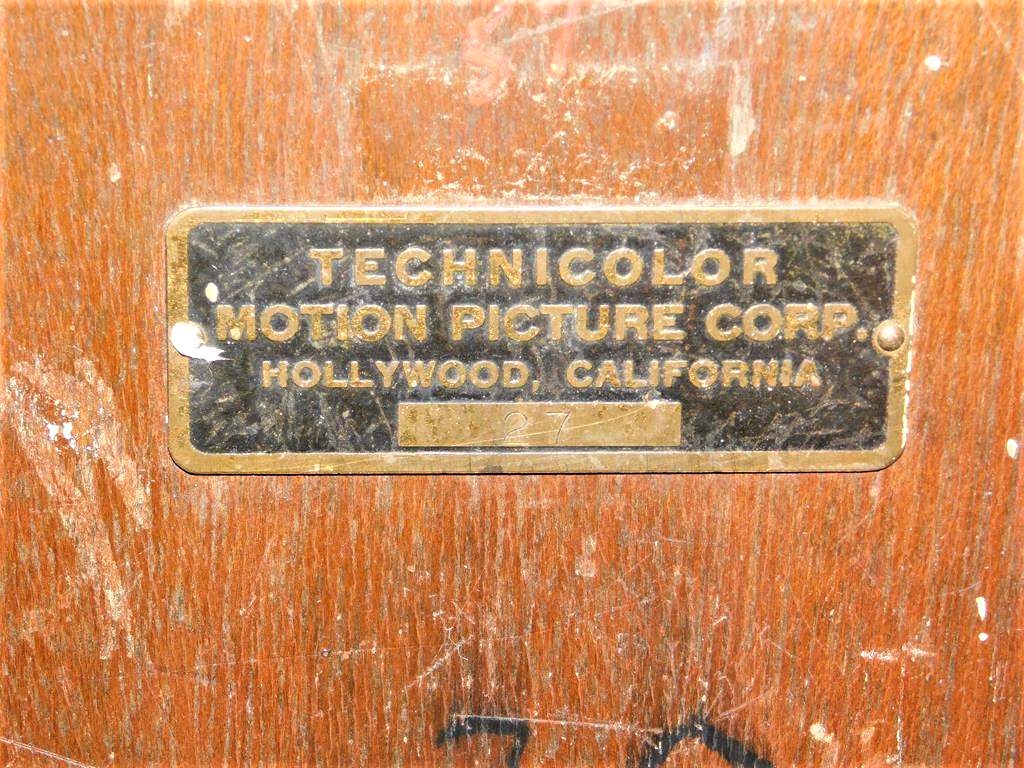 TECHNICOLOR
MOTION PICTURE CORP.
HOLLYWOOD, CALIFORNIA
27